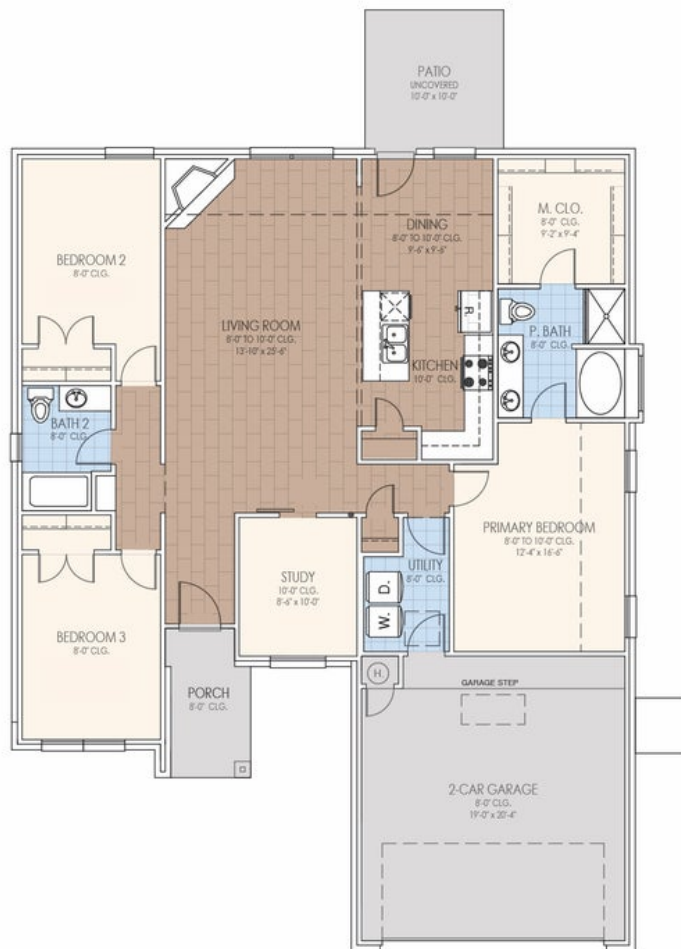 PATIO
UNCOVERED
10'-0" x 10'-0"
M. CLO.
8'-0" CLG.
9'-2" x 9'-4"
DINING
8'-0" TO 10'-0" CLG.
9'-6" x 9'-6"
BEDROOM 2
8'-0" CLG.
LIVING ROOM
8'-0" TO 10'-0" CLG.
13'-10" x 25'-6"
R.
P. BATH
8'-0" CLG.
KITCHEN
10'-0" CLG.
BATH 2
8'-0" CLG.
PRIMARY BEDROOM
8'-0" TO 10'-0" CLG.
12'-4" x 16'-6"
STUDY
10'-0" CLG.
8'-6" x 10'-0"
UTILITY
8'-0" CLG.
D.
W.
BEDROOM 3
8'-0" CLG.
PORCH
8'-0" CLG.
H
GARAGE STEP
2-CAR GARAGE
8'-0" CLG.
19'-0" x 20'-4"